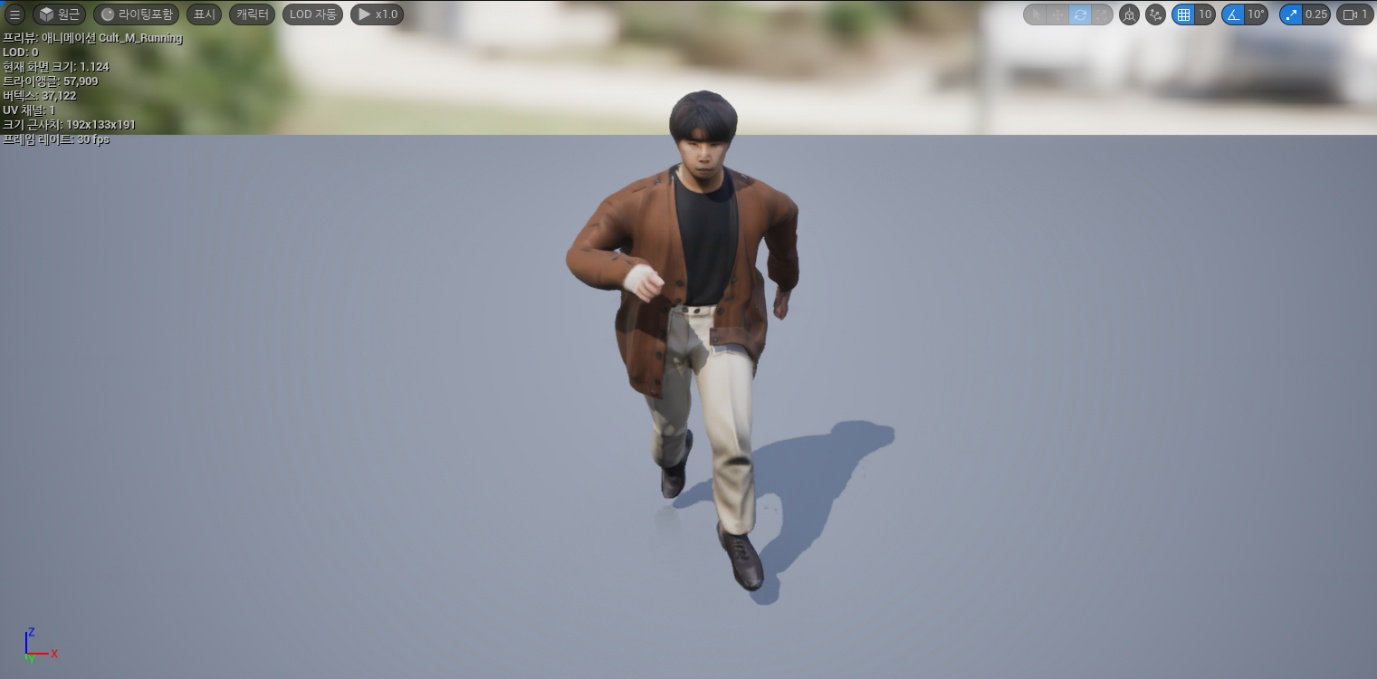 원근 라이팅포함 표시 캐릭터 LOD 자동 x1.0 10 10° 0.25 1
프리뷰: 애니메이션 Cult_M_Running
LOD: 0
현재 화면 크기: 1.124
트라이앵글: 57,909
버텍스: 37,122
UV 채널: 1
크기 근사치: 192x133x191
프레임 레이트: 30 fps
Z
X
Y